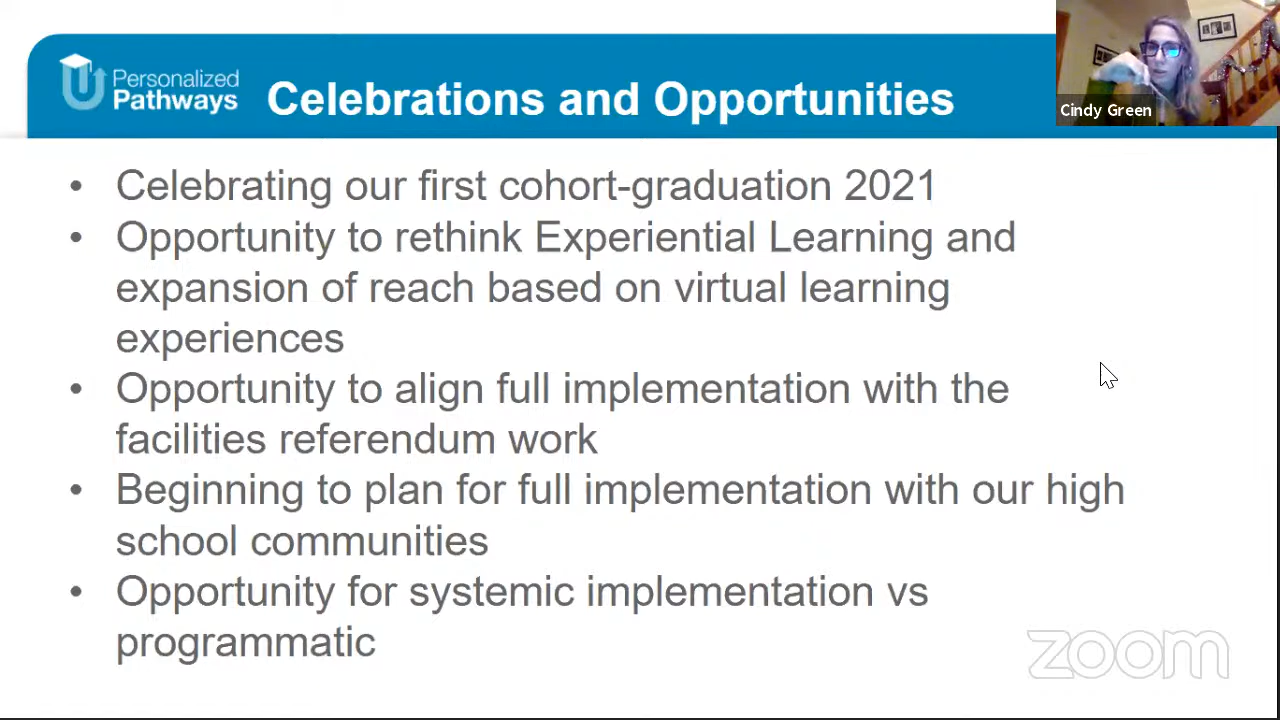 Personalized
Pathways
Celebrations and Opportunities
Cindy Green
• Celebrating our first cohort-graduation 2021
• Opportunity to rethink Experiential Learning and
expansion of reach based on virtual learning
experiences
• Opportunity to align full implementation with the
facilities referendum work
• Beginning to plan for full implementation with our high
school communities
• Opportunity for systemic implementation vs
programmatic
zoom